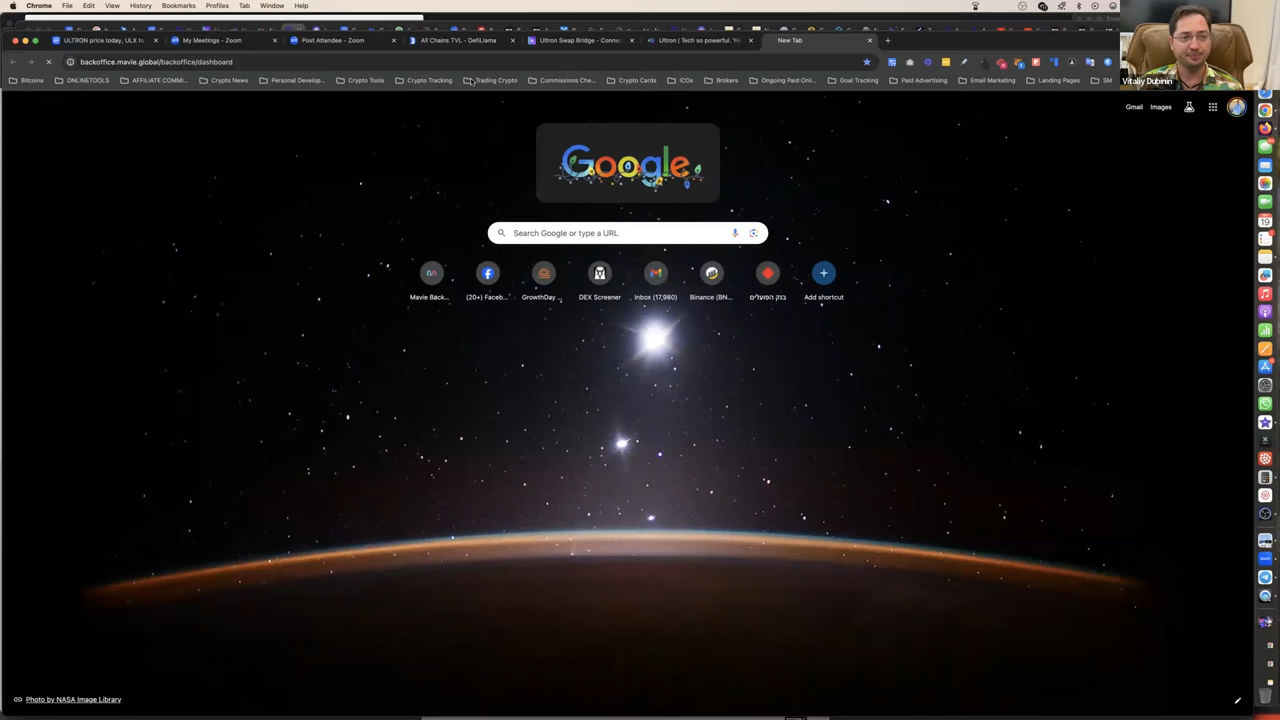 Chrome File Edit View History Bookmarks Profiles Tab Window Help
ULTRON price today, ULX to My Meetings - Zoom Post Attendee - Zoom All Chains TVL - DefiLlama Ultron Swap Bridge - Connec Ultron | Tech so powerful. Ye New Tab
backoffice.mavie.global/backoffice/dashboard
Bitcoins ONLINETOOLS AFFILIATE COMMI... Crypto News Personal Develop... Crypto Tools Crypto Tracking Trading Crypto Commissions Che... Crypto Cards ICOs Brokers Ongoing Paid Onl... Goal Tracking Paid Advertising Email Marketing Landing Pages SM
Vitaliy Dubinin
Gmail Images
Google
Search Google or type a URL
Mavie Back... (20+) Faceb... GrowthDay ... DEX Screener Inbox (17,980) Binance (BN... בנק הפועלים Add shortcut
19
Photo by NASA Image Library